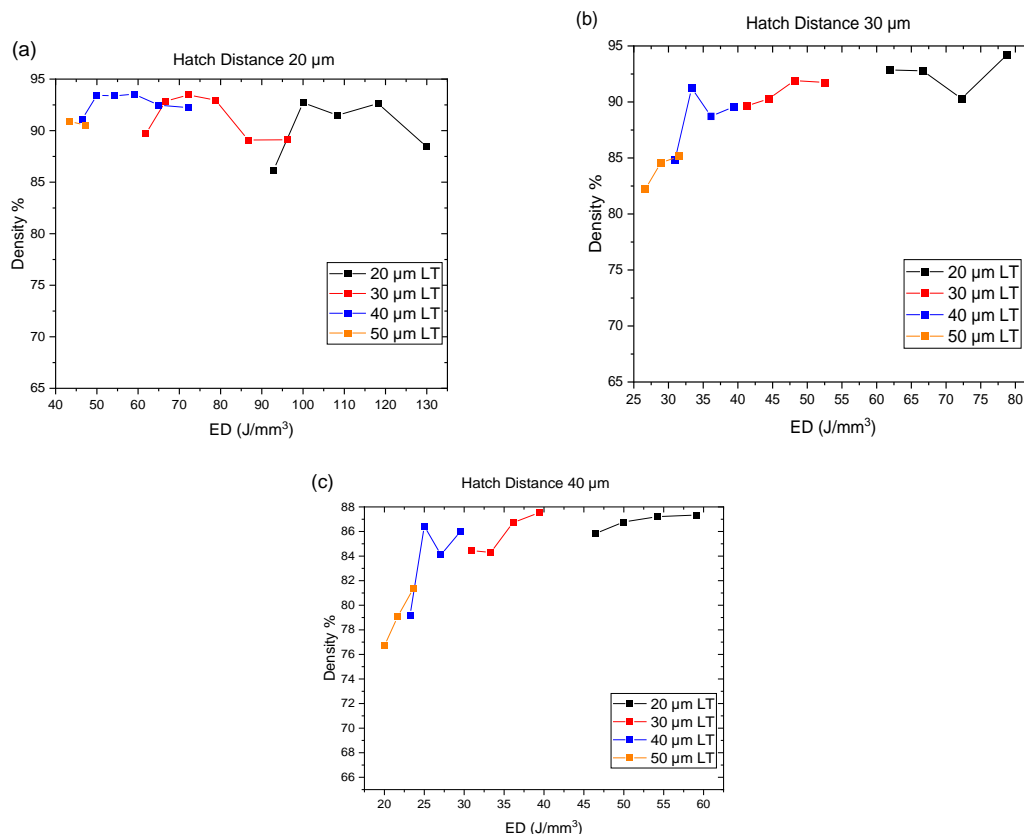 (a)
Hatch Distance 20 µm
95
90
85
80
75
70
65
Density %
40 50 60 70 80 90 100 110 120 130
ED (J/mm³)
20 µm LT
30 µm LT
40 µm LT
50 µm LT
(b)
Hatch Distance 30 µm
95
90
85
80
75
70
65
Density %
25 30 35 40 45 50 55 60 65 70 75 80
ED (J/mm³)
20 µm LT
30 µm LT
40 µm LT
50 µm LT
(c)
Hatch Distance 40 µm
88
86
84
82
80
78
76
74
72
70
68
66
Density %
20 25 30 35 40 45 50 55 60
ED (J/mm³)
20 µm LT
30 µm LT
40 µm LT
50 µm LT